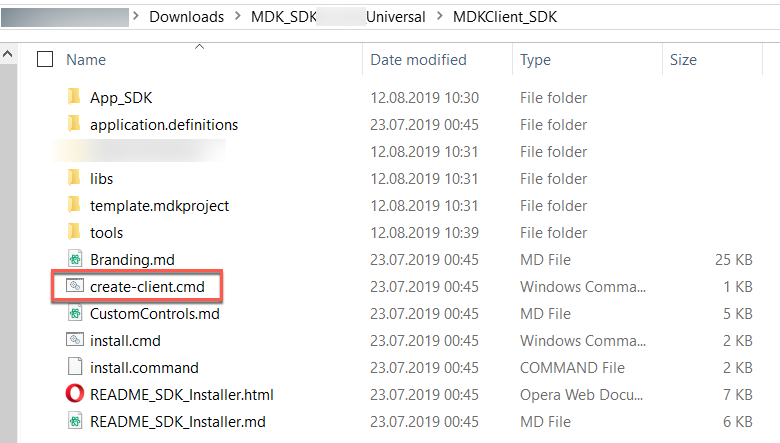 Downloads > MDK_SDK Universal > MDKClient_SDK
Name Date modified Type Size
App_SDK 12.08.2019 10:30 File folder
application.definitions 23.07.2019 00:45 File folder
12.08.2019 10:31 File folder
libs 12.08.2019 10:31 File folder
template.mdkproject 12.08.2019 10:31 File folder
tools 12.08.2019 10:39 File folder
Branding.md 23.07.2019 00:45 MD File 25 KB
create-client.cmd 23.07.2019 00:45 Windows Comma... 1 KB
CustomControls.md 23.07.2019 00:45 MD File 5 KB
install.cmd 23.07.2019 00:45 Windows Comma... 2 KB
install.command 23.07.2019 00:45 COMMAND File 2 KB
README_SDK_Installer.html 23.07.2019 00:45 Opera Web Docu... 7 KB
README_SDK_Installer.md 23.07.2019 00:45 MD File 6 KB